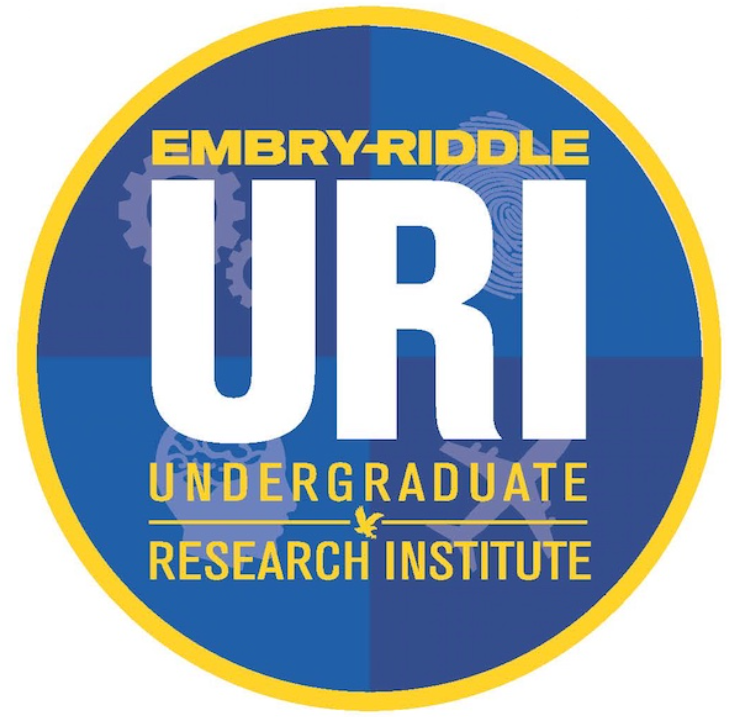 EMBRY-RIDDLE
URI
UNDERGRADUATE
RESEARCH INSTITUTE